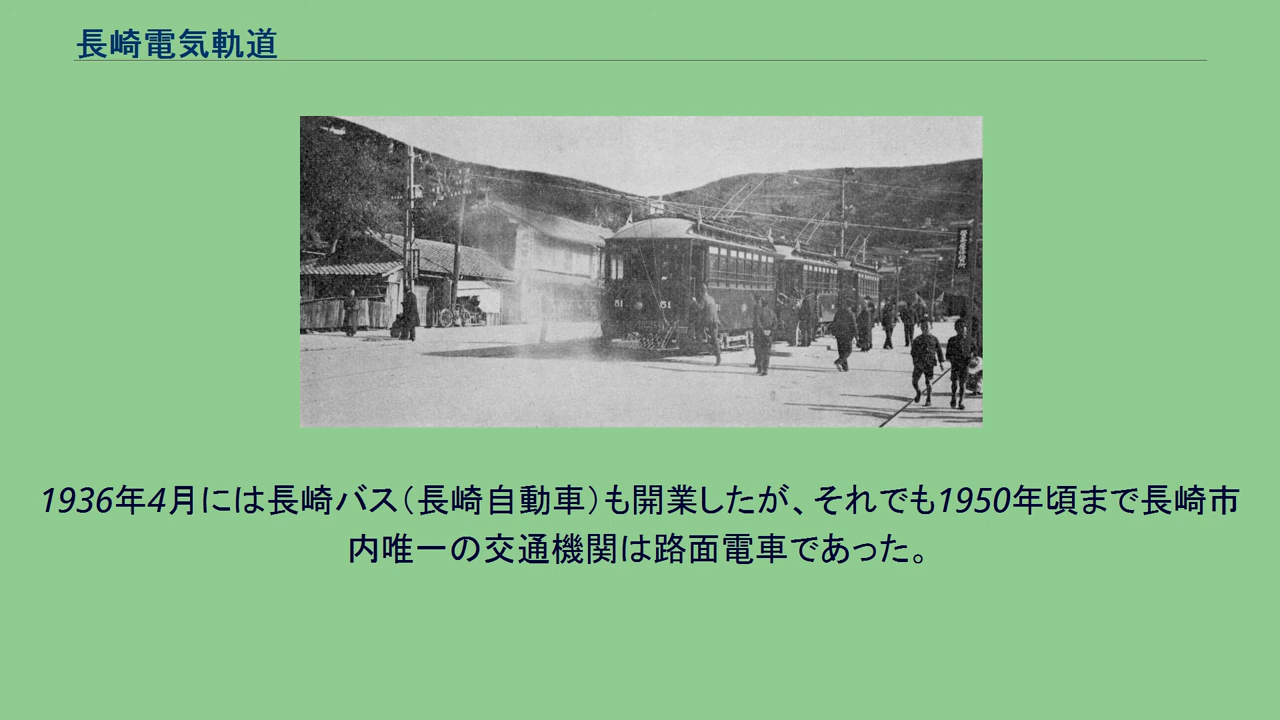 長崎電気軌道
51
51
1936年4月には長崎バス（長崎自動車）も開業したが、それでも1950年頃まで長崎市
内唯一の交通機関は路面電車であった。